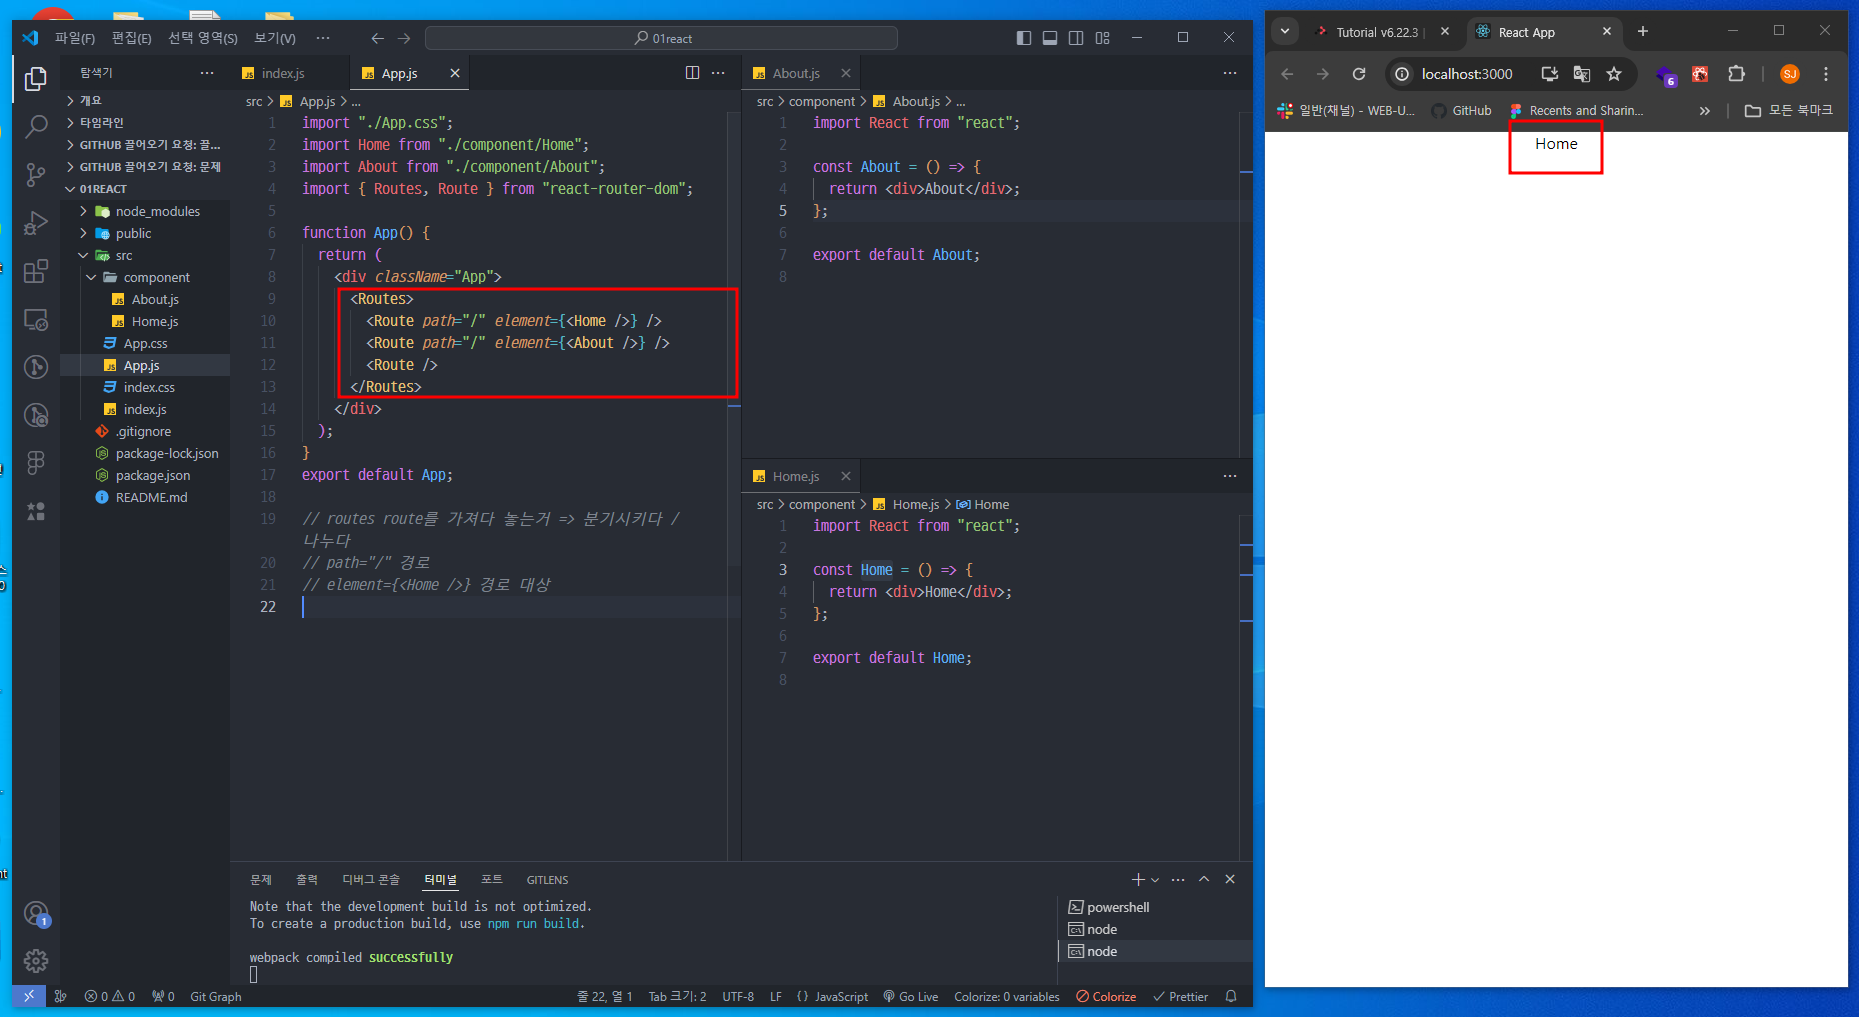 파일(F) 편집(E) 선택 영역(S) 보기(V) ··· 01react
탐색기 ···
개요
타임라인
GITHUB 끌어오기 요청: 끌...
GITHUB 끌어오기 요청: 문제
01REACT
node_modules
public
src
component
About.js
Home.js
App.css
App.js
index.css
index.js
.gitignore
package-lock.json
package.json
README.md
index.js App.js
src > App.js > ...
1 import "./App.css";
2 import Home from "./component/Home";
3 import About from "./component/About";
4 import { Routes, Route } from "react-router-dom";
5
6 function App() {
7 return (
8 <div className="App">
9 <Routes>
10 <Route path="/" element={<Home />} />
11 <Route path="/" element={<About />} />
12 <Route />
13 </Routes>
14 </div>
15 );
16 }
17 export default App;
18
19 // routes route를 가져다 놓는거 => 분기시키다 /
나누다
20 // path="/" 경로
21 // element={<Home />} 경로 대상
22
About.js
src > component > About.js > ...
1 import React from "react";
2
3 const About = () => {
4 return <div>About</div>;
5 };
6
7 export default About;
8
Home.js
src > component > Home.js > Home
1 import React from "react";
2
3 const Home = () => {
4 return <div>Home</div>;
5 };
6
7 export default Home;
8
문제 출력 디버그 콘솔 터미널 포트 GITLENS
Note that the development build is not optimized.
To create a production build, use npm run build.
webpack compiled successfully
powershell
node
node
1
0 0 0 Git Graph 줄 22, 열 1 Tab 크기: 2 UTF-8 LF {} JavaScript Go Live Colorize: 0 variables Colorize Prettier
Tutorial v6.22.3 | React App
localhost:3000 6 SJ
일반(채널) - WEB-U... GitHub Recents and Sharin... » 모든 북마크
Home